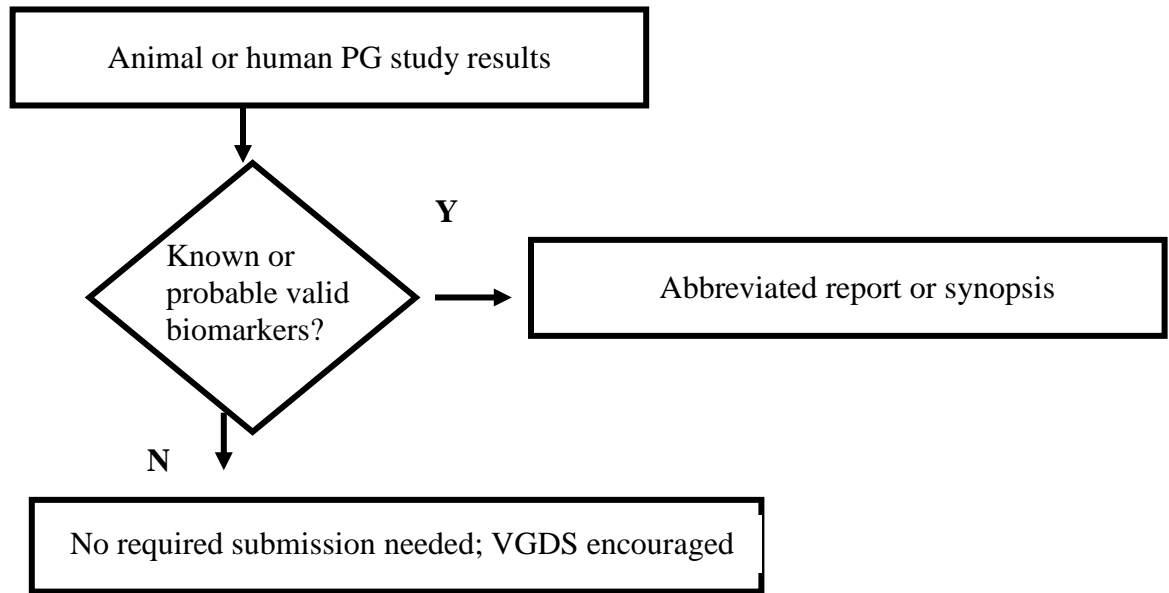 Animal or human PG study results
Known or
probable valid
biomarkers?
Y
Abbreviated report or synopsis
N
No required submission needed; VGDS encouraged